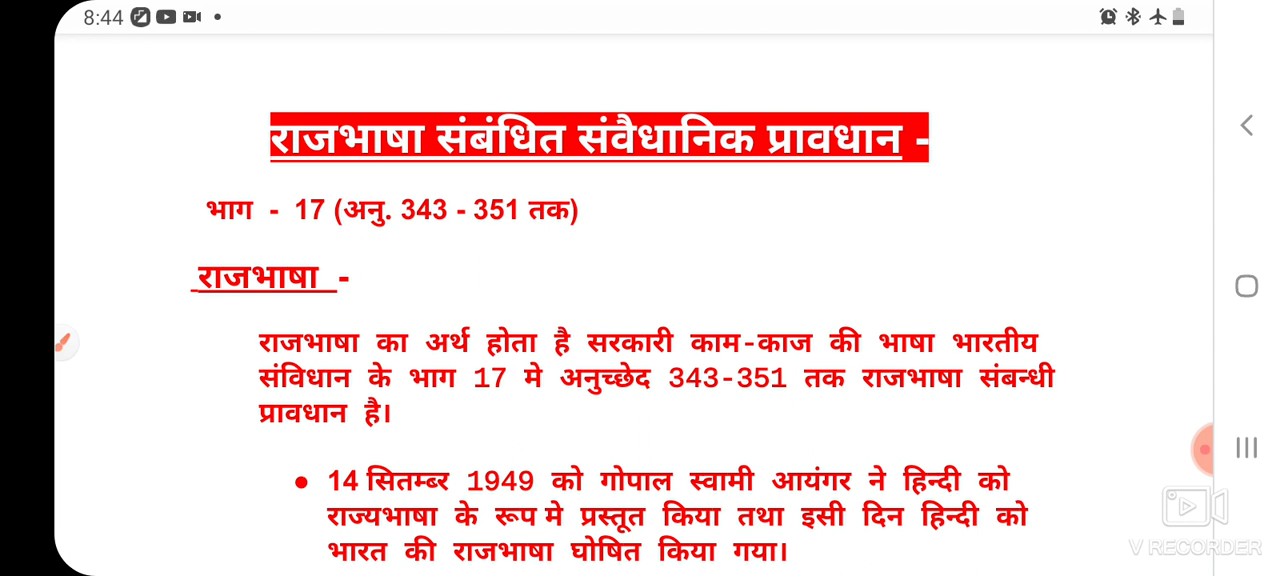 8:44
राजभाषा संबंधित संवैधानिक प्रावधान -
भाग - 17 (अनु. 343 - 351 तक)
राजभाषा -
राजभाषा का अर्थ होता है सरकारी काम-काज की भाषा भारतीय
संविधान के भाग 17 मे अनुच्छेद 343-351 तक राजभाषा संबन्धी
प्रावधान है।
• 14 सितम्ब्र 1949 को गोपाल स्वामी आयंगर ने हिन्दी को
राज्यभाषा के रूप मे प्रस्तूत किया तथा इसी दिन हिन्दी को
भारत की राजभाषा घोषित किया गया।
V RECORDER